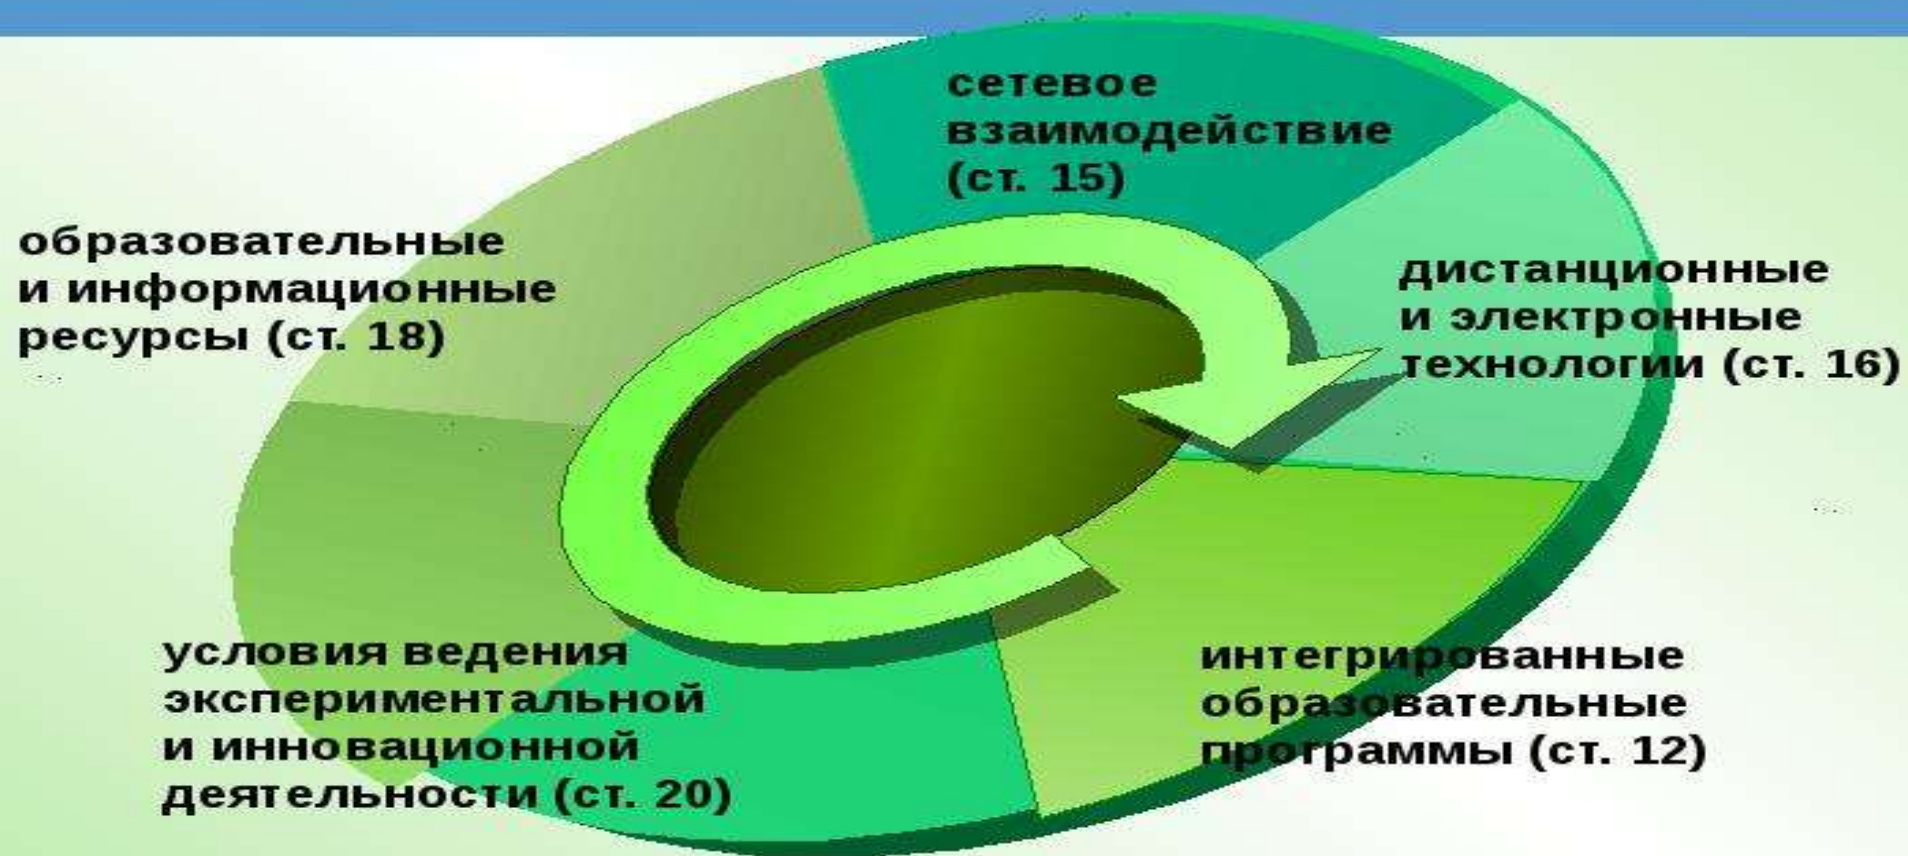 сетевое
взаимодействие
(ст. 15)
образовательные
и информационные
ресурсы (ст. 18)
дистанционные
и электронные
технологии (ст. 16)
условия ведения
экспериментальной
и инновационной
деятельности (ст. 20)
интегрированные
образовательные
программы (ст. 12)